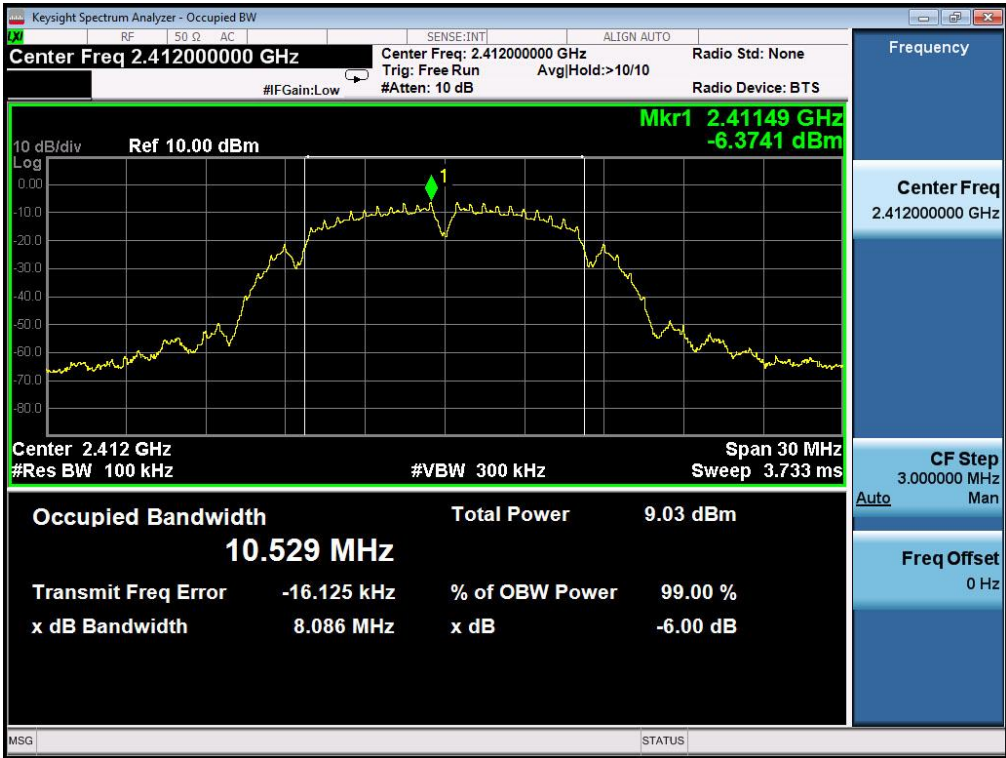 Keysight Spectrum Analyzer - Occupied BW
LXI RF 50 Ω AC SENSE:INT ALIGN AUTO
Center Freq 2.412000000 GHz
Center Freq: 2.412000000 GHz Radio Std: None
Trig: Free Run Avg|Hold:>10/10
#IFGain:Low #Atten: 10 dB Radio Device: BTS
Mkr1 2.41149 GHz
-6.3741 dBm
10 dB/div Ref 10.00 dBm
Log
0.00
-10.0
-20.0
-30.0
-40.0
-50.0
-60.0
-70.0
-80.0
1
Center 2.412 GHz Span 30 MHz
#Res BW 100 kHz #VBW 300 kHz Sweep 3.733 ms
Occupied Bandwidth Total Power 9.03 dBm
10.529 MHz
Transmit Freq Error -16.125 kHz % of OBW Power 99.00 %
x dB Bandwidth 8.086 MHz x dB -6.00 dB
MSG STATUS
Frequency
Center Freq
2.412000000 GHz
CF Step
3.000000 MHz
Auto Man
Freq Offset
0 Hz